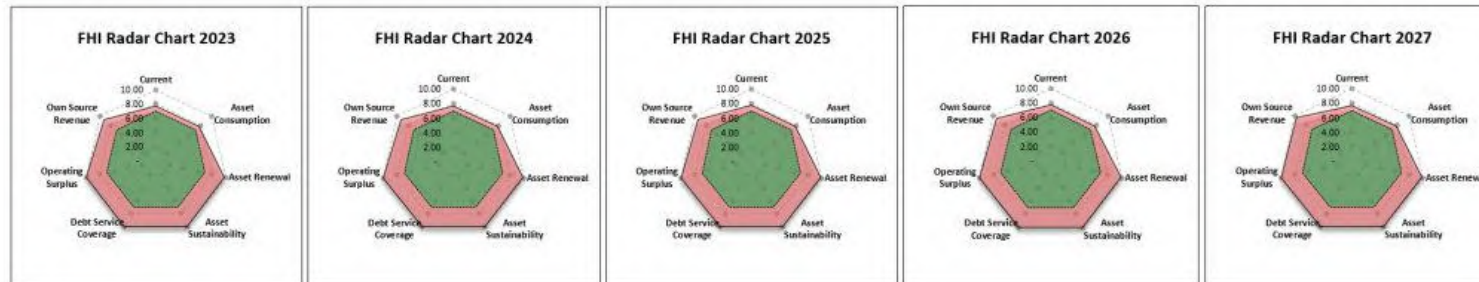 FHI Radar Chart 2023
Current
10.00
8.00
6.00
4.00
2.00
-
Own Source
Revenue
Asset
Consumption
Operating
Surplus
Asset Renewal
Debt Service
Coverage
Asset
Sustainability
FHI Radar Chart 2024
Current
10.00
8.00
6.00
4.00
2.00
-
Own Source
Revenue
Asset
Consumption
Operating
Surplus
Asset Renewal
Debt Service
Coverage
Asset
Sustainability
FHI Radar Chart 2025
Current
10.00
8.00
6.00
4.00
2.00
-
Own Source
Revenue
Asset
Consumption
Operating
Surplus
Asset Renewal
Debt Service
Coverage
Asset
Sustainability
FHI Radar Chart 2026
Current
10.00
8.00
6.00
4.00
2.00
-
Own Source
Revenue
Asset
Consumption
Operating
Surplus
Asset Renewal
Debt Service
Coverage
Asset
Sustainability
FHI Radar Chart 2027
Current
10.00
8.00
6.00
4.00
2.00
-
Own Source
Revenue
Asset
Consumption
Operating
Surplus
Asset Renewal
Debt Service
Coverage
Asset
Sustainability